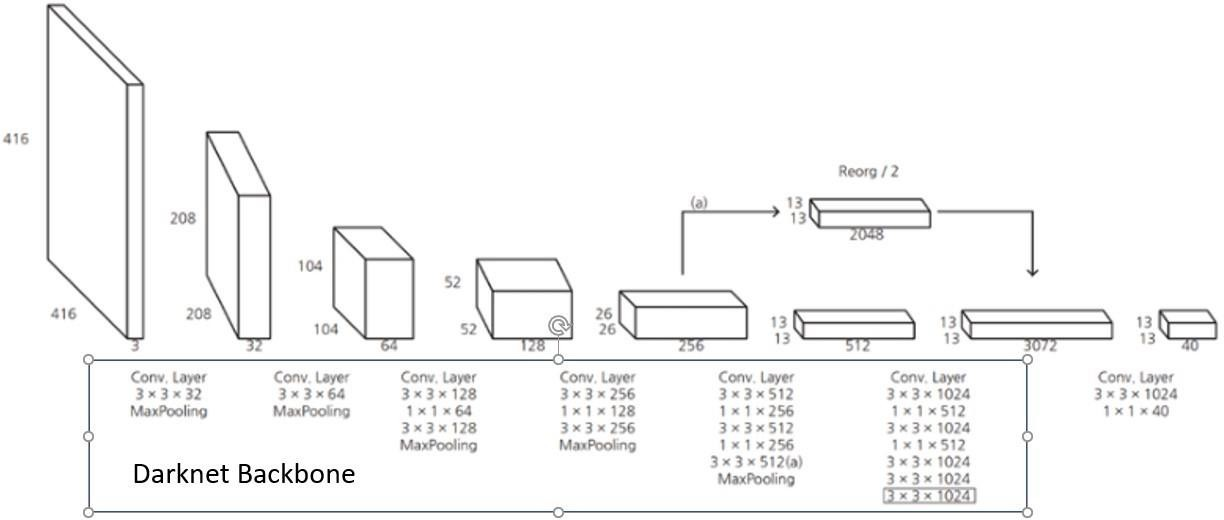 416
416
3
208
208
32
104
104
64
52
52
128
26
26
256
(a)
Reorg / 2
13
13
2048
13
13
512
13
13
3072
13
13
40
Conv. Layer
3 × 3 × 32
MaxPooling
Conv. Layer
3 × 3 × 64
MaxPooling
Conv. Layer
3 × 3 × 128
1 × 1 × 64
3 × 3 × 128
MaxPooling
Conv. Layer
3 × 3 × 256
1 × 1 × 128
3 × 3 × 256
MaxPooling
Conv. Layer
3 × 3 × 512
1 × 1 × 256
3 × 3 × 512
1 × 1 × 256
3 × 3 × 512(a)
MaxPooling
Conv. Layer
3 × 3 × 1024
1 × 1 × 512
3 × 3 × 1024
1 × 1 × 512
3 × 3 × 1024
3 × 3 × 1024
3 × 3 × 1024
Conv. Layer
3 × 3 × 1024
1 × 1 × 40
Darknet Backbone